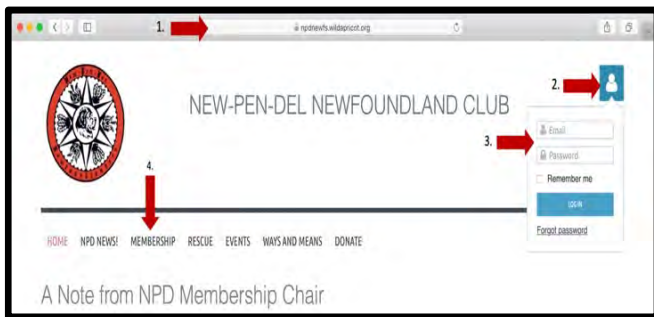 1.
npdnewfs.wildapricot.org
2.
NEW-PEN-DEL NEWFOUNDLAND CLUB
3.
Email
Password
Remember me
LOG IN
Forgot password
4.
HOME NPD NEWS! MEMBERSHIP RESCUE EVENTS WAYS AND MEANS DONATE
A Note from NPD Membership Chair